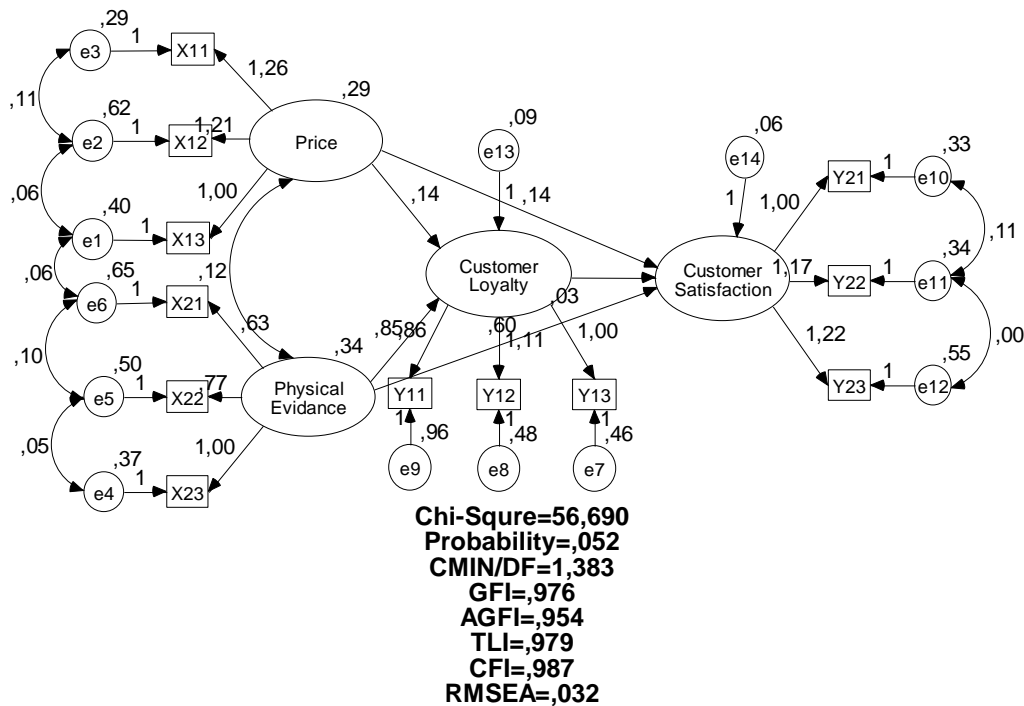 ,29
e3
1
X11
1,26
,11
,62
e2
1
X12
1,21
,29
Price
,06
,40
e1
1
X13
1,00
,06
,65
e6
1
X21
,12
,63
,10
,50
e5
1
X22
,77
,34
Physical
Evidence
,05
,37
e4
1
X23
1,00
,09
e13
1
,14
,14
Customer
Loyalty
,85
,86
,60
,03
1,11
1,00
Y11
Y12
Y13
1
,96
1
,48
1
,46
e9
e8
e7
,06
e14
1
Customer
Satisfaction
1,00
Y21
1
,33
e10
,11
1,17
Y22
1
,34
e11
,00
1,22
Y23
1
,55
e12
Chi-Squre=56,690
Probability=,052
CMIN/DF=1,383
GFI=,976
AGFI=,954
TLI=,979
CFI=,987
RMSEA=,032